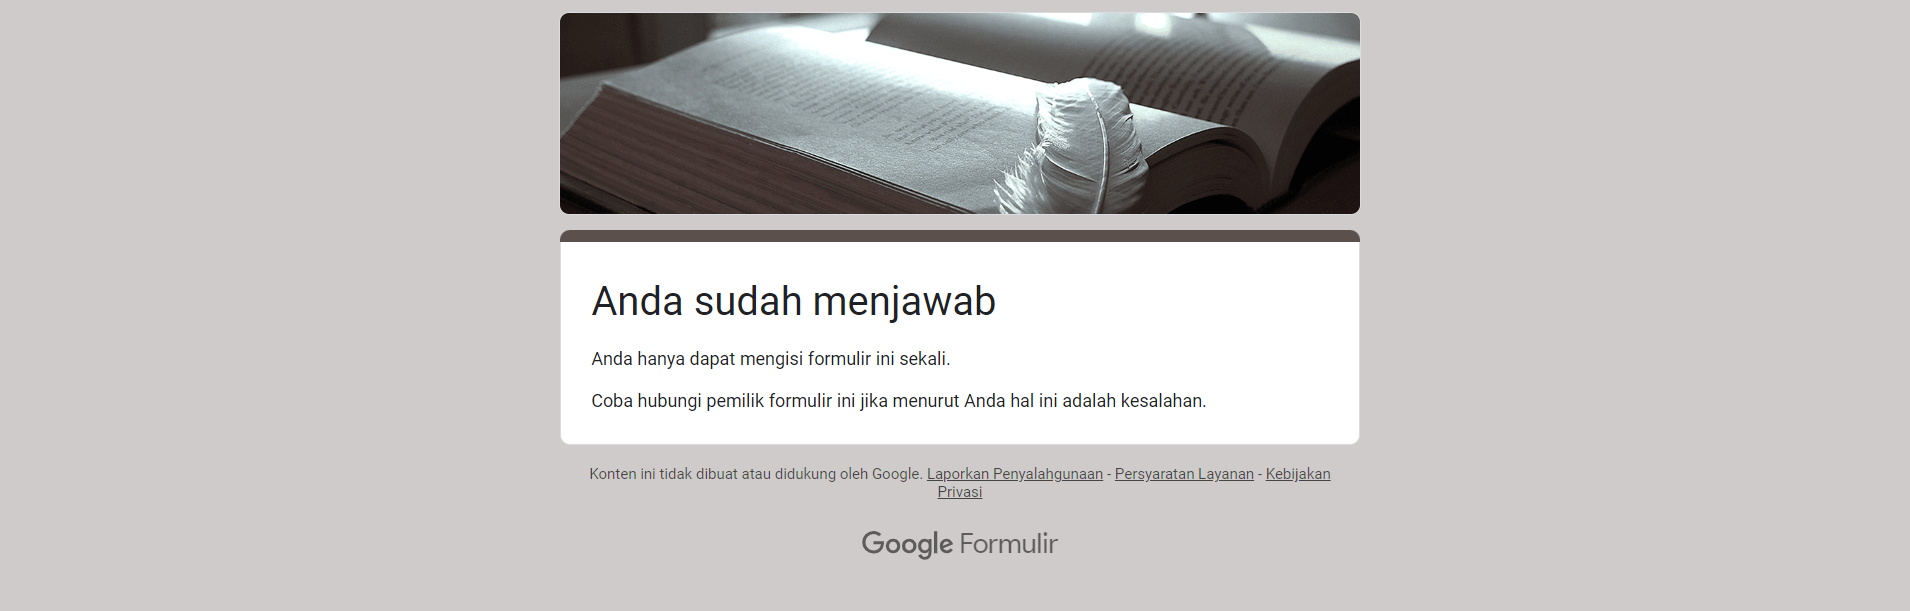 Anda sudah menjawab
Anda hanya dapat mengisi formulir ini sekali.
Coba hubungi pemilik formulir ini jika menurut Anda hal ini adalah kesalahan.
Konten ini tidak dibuat atau didukung oleh Google. Laporkan Penyalahgunaan - Persyaratan Layanan - Kebijakan
Privasi
Google Formulir